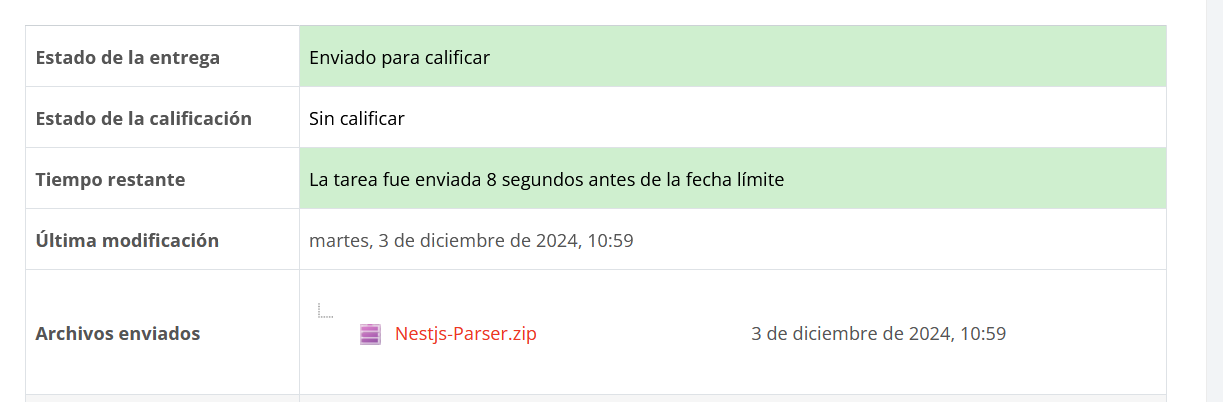 Estado de la entrega Enviado para calificar
Estado de la calificación Sin calificar
Tiempo restante La tarea fue enviada 8 segundos antes de la fecha límite
Última modificación martes, 3 de diciembre de 2024, 10:59
Archivos enviados Nestjs-Parser.zip 3 de diciembre de 2024, 10:59